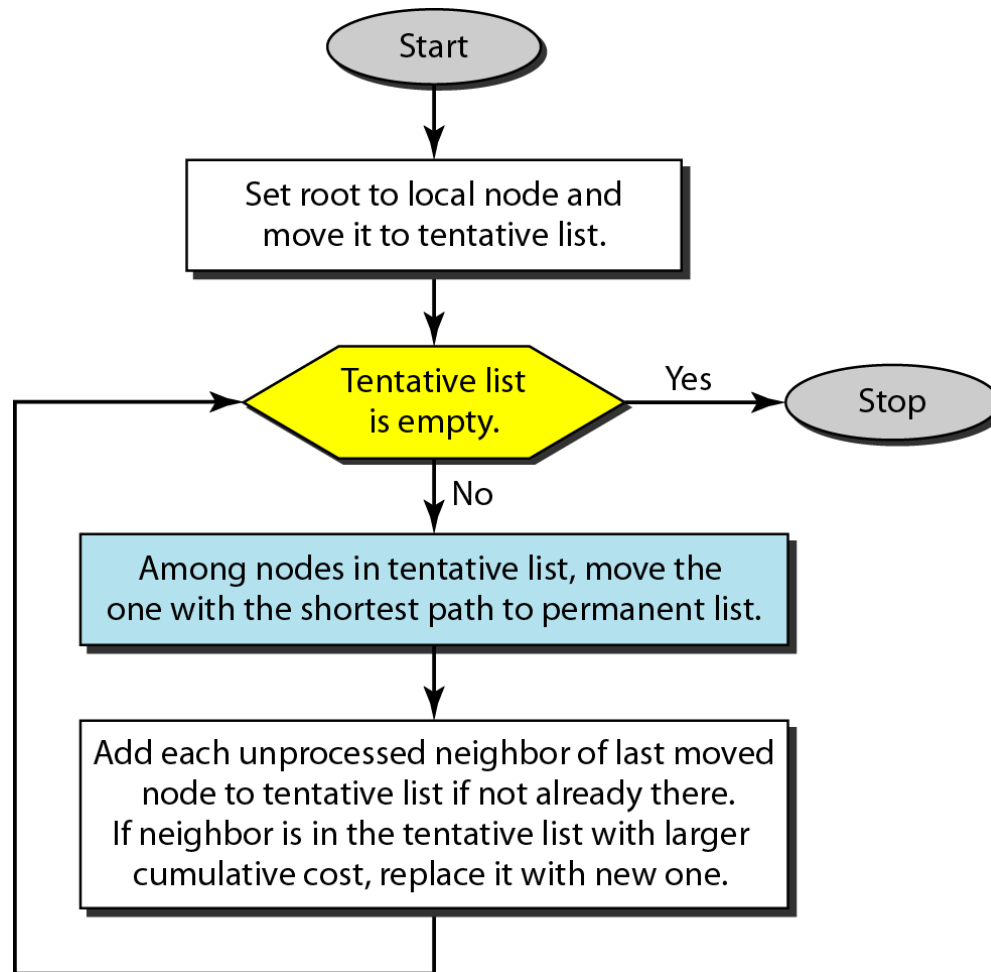 Start
Set root to local node and
move it to tentative list.
Tentative list
is empty.
Yes
Stop
No
Among nodes in tentative list, move the
one with the shortest path to permanent list.
Add each unprocessed neighbor of last moved
node to tentative list if not already there.
If neighbor is in the tentative list with larger
cumulative cost, replace it with new one.